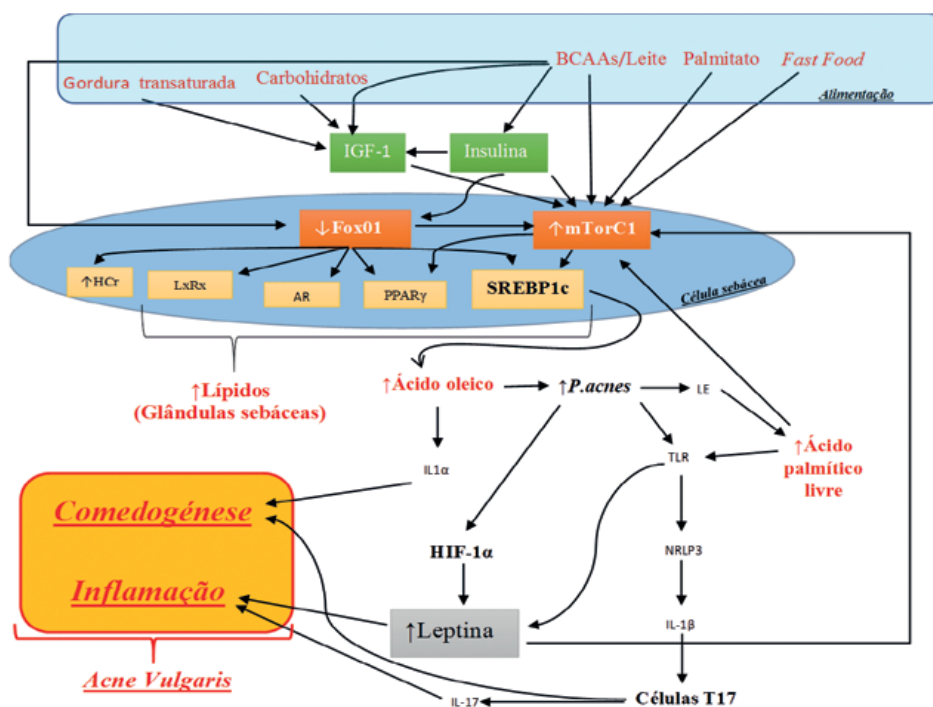 BCAAs/Leite
Palmitato
Fast Food
Gordura transaturada
Carbohidratos
Alimentação
IGF-1
Insulina
↓Fox01
↑mTorC1
↑HCr
LxRx
AR
PPARγ
SREBP1c
Célula sebácea
↑Lípidos
(Glândulas sebáceas)
↑Ácido oleico
↑P.acnes
LE
↑Ácido
palmítico
livre
IL1α
TLR
Comedogénese
HIF-1α
NRLP3
Inflamação
↑Leptina
IL-1β
Acne Vulgaris
IL-17
Células T17